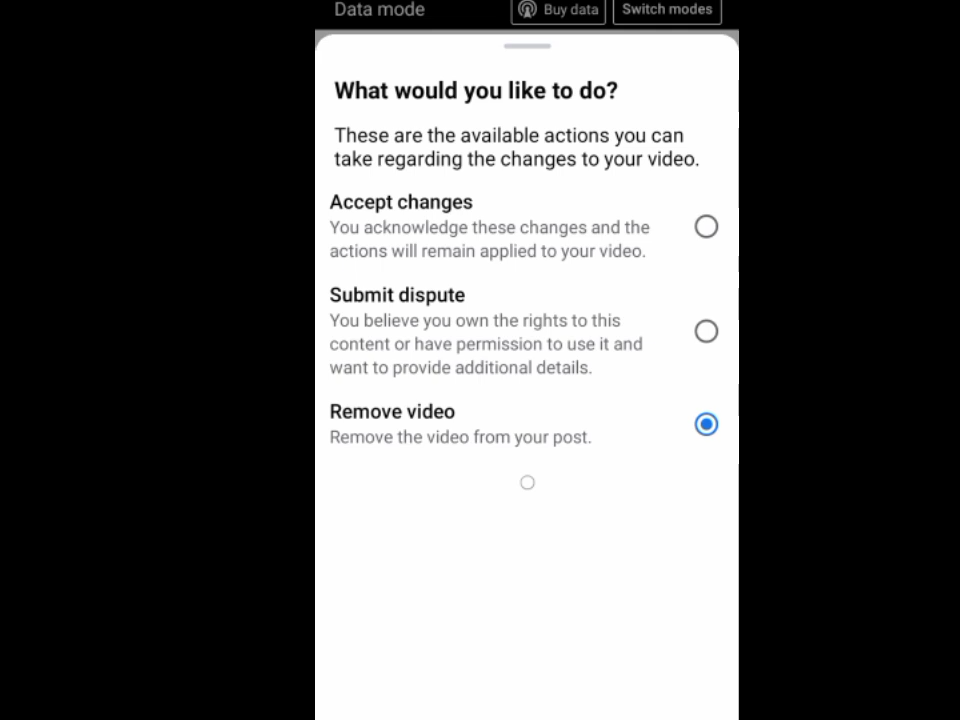 Data mode
Buy data
Switch modes
What would you like to do?
These are the available actions you can
take regarding the changes to your video.
Accept changes
You acknowledge these changes and the
actions will remain applied to your video.
Submit dispute
You believe you own the rights to this
content or have permission to use it and
want to provide additional details.
Remove video
Remove the video from your post.